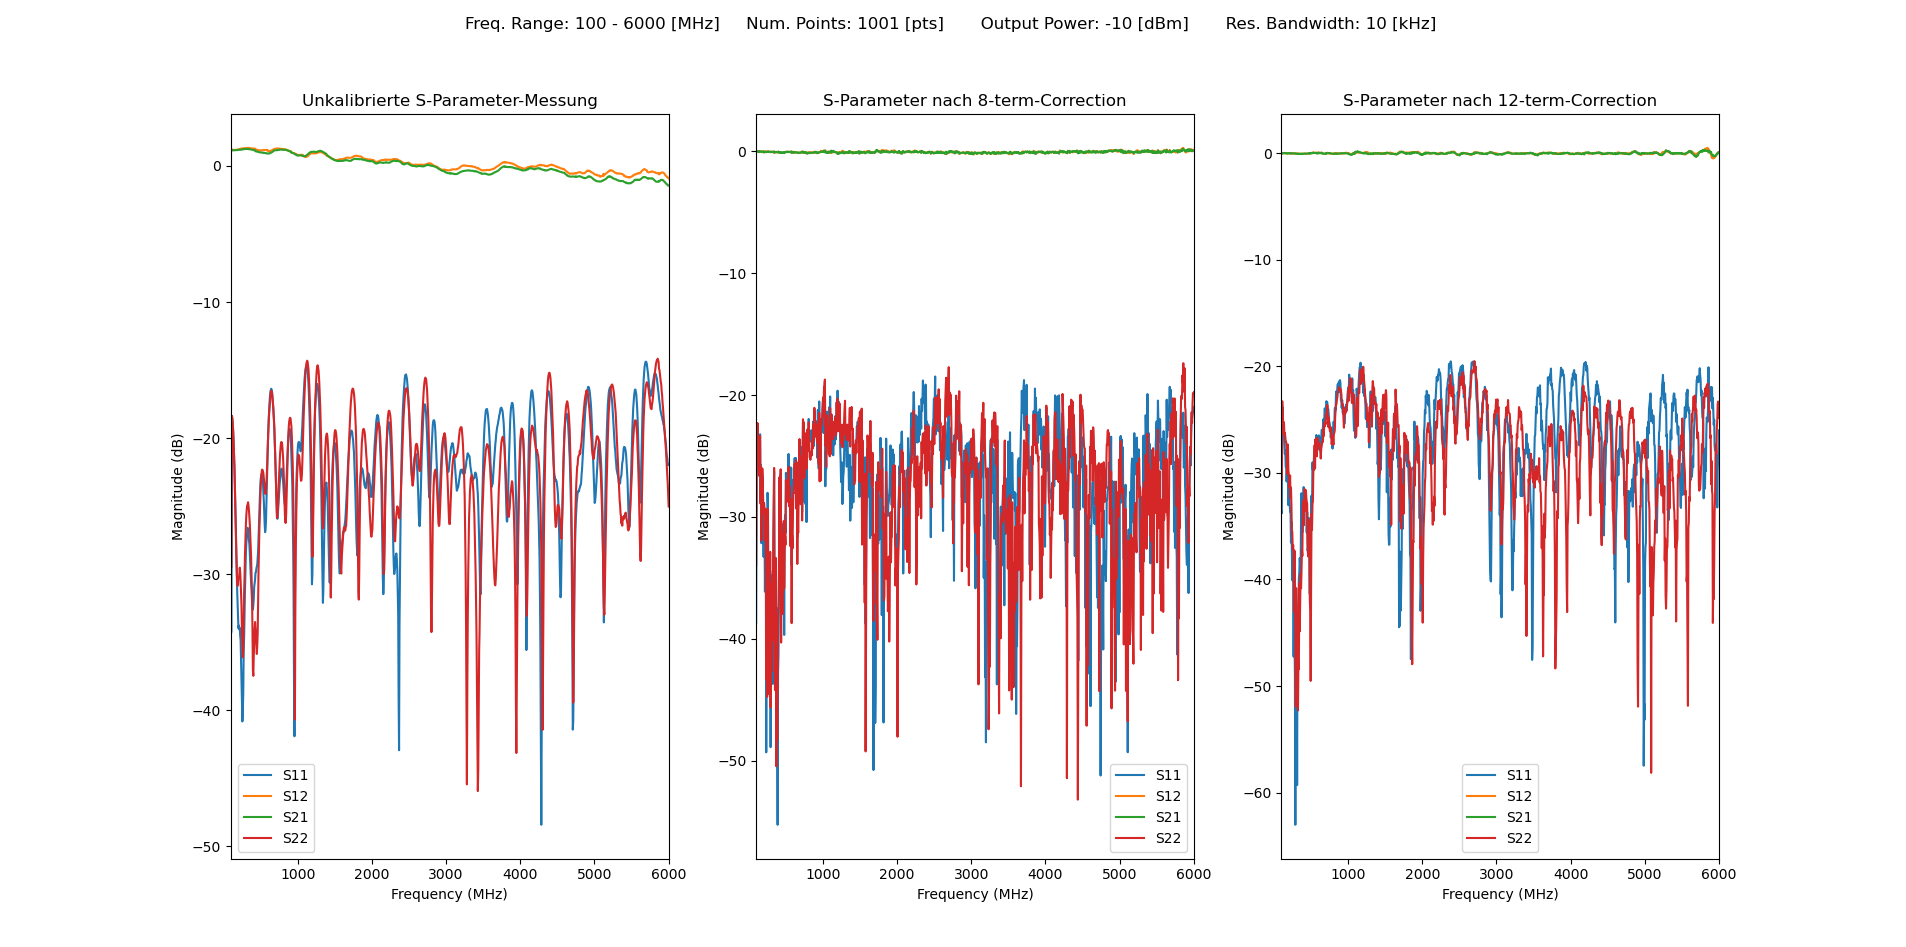 Freq. Range: 100 - 6000 [MHz]     Num. Points: 1001 [pts]       Output Power: -10 [dBm]       Res. Bandwidth: 10 [kHz]
Unkalibrierte S-Parameter-Messung
0
−10
−20
−30
−40
−50
Magnitude (dB)
S11
S12
S21
S22
1000 2000 3000 4000 5000 6000
Frequency (MHz)
S-Parameter nach 8-term-Correction
0
−10
−20
−30
−40
−50
Magnitude (dB)
S11
S12
S21
S22
1000 2000 3000 4000 5000 6000
Frequency (MHz)
S-Parameter nach 12-term-Correction
0
−10
−20
−30
−40
−50
−60
Magnitude (dB)
S11
S12
S21
S22
1000 2000 3000 4000 5000 6000
Frequency (MHz)